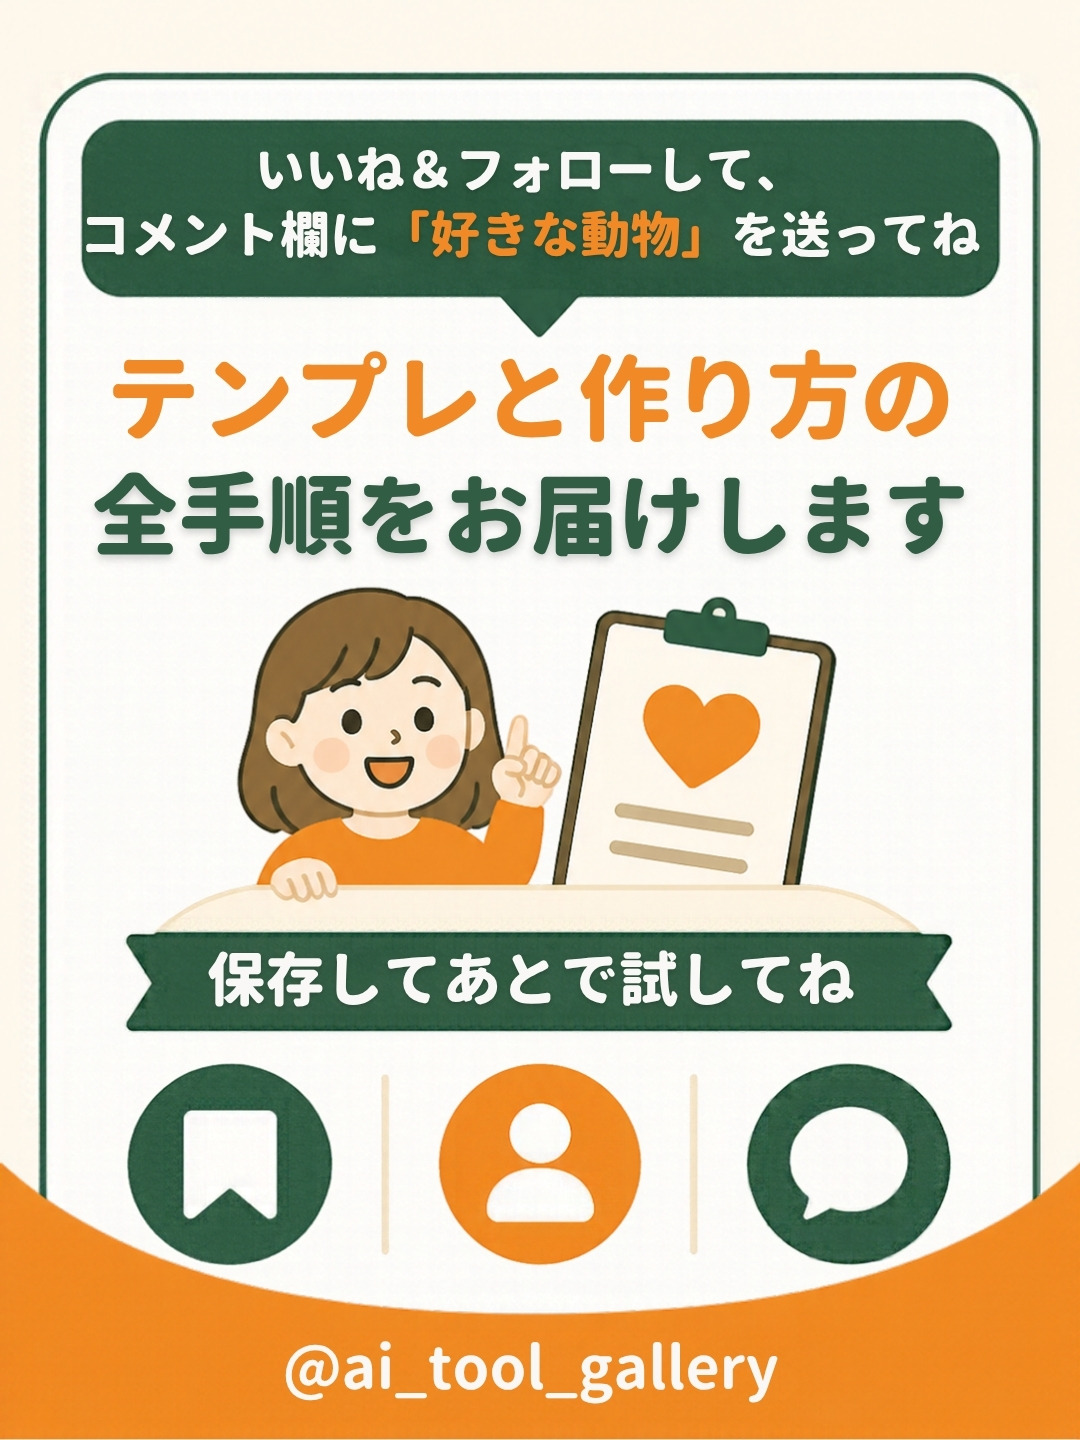 いいね＆フォローして、
コメント欄に「好きな動物」を送ってね
テンプレと作り方の
全手順をお届けします
保存してあとで試してね
@ai_tool_gallery